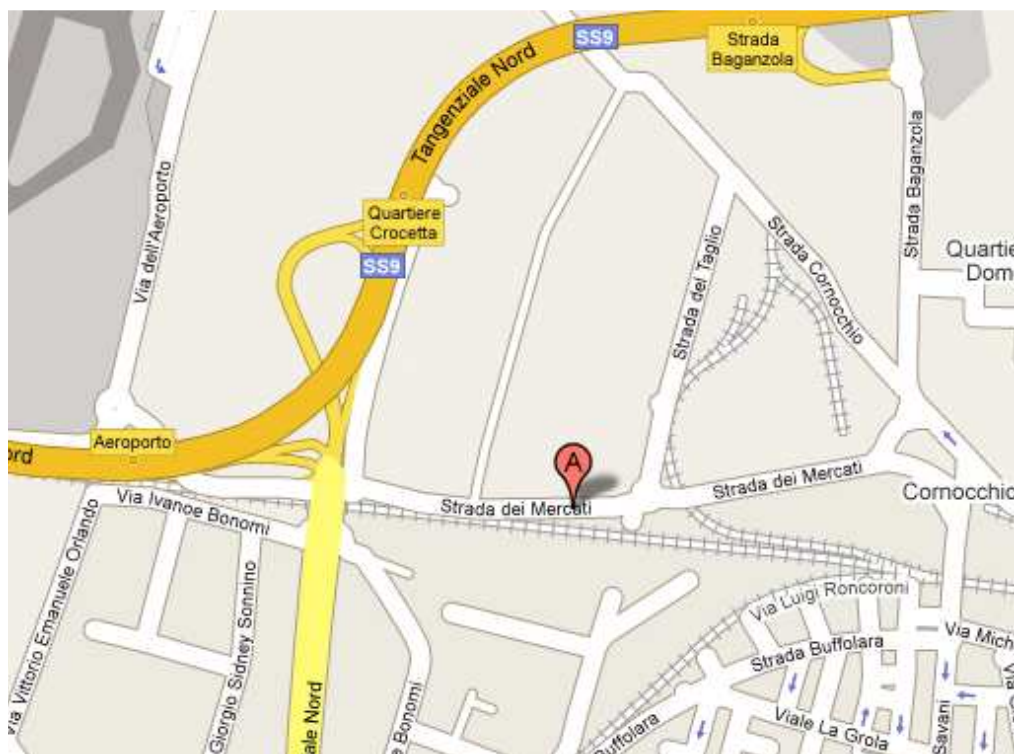 SS9
Strada
Baganzola
Tangenziale Nord
Via dell'Aeroporto
Quartiere
Crocetta
SS9
Strada Baganzola
Strada Cornocchio
Strada del Taglio
Quartie
Dom
Aeroporto
ord
Strada dei Mercati
A
Strada dei Mercati
Via Ivanoe Bonomi
Cornocchio
Via Vittorio Emanuele Orlando
Giorgio Sidney Sonnino
Via Luigi Roncoroni
Strada Buffolara
Via Mich
ale Nord
e Bonomi
Buffolara
Viale La Grola
Savani